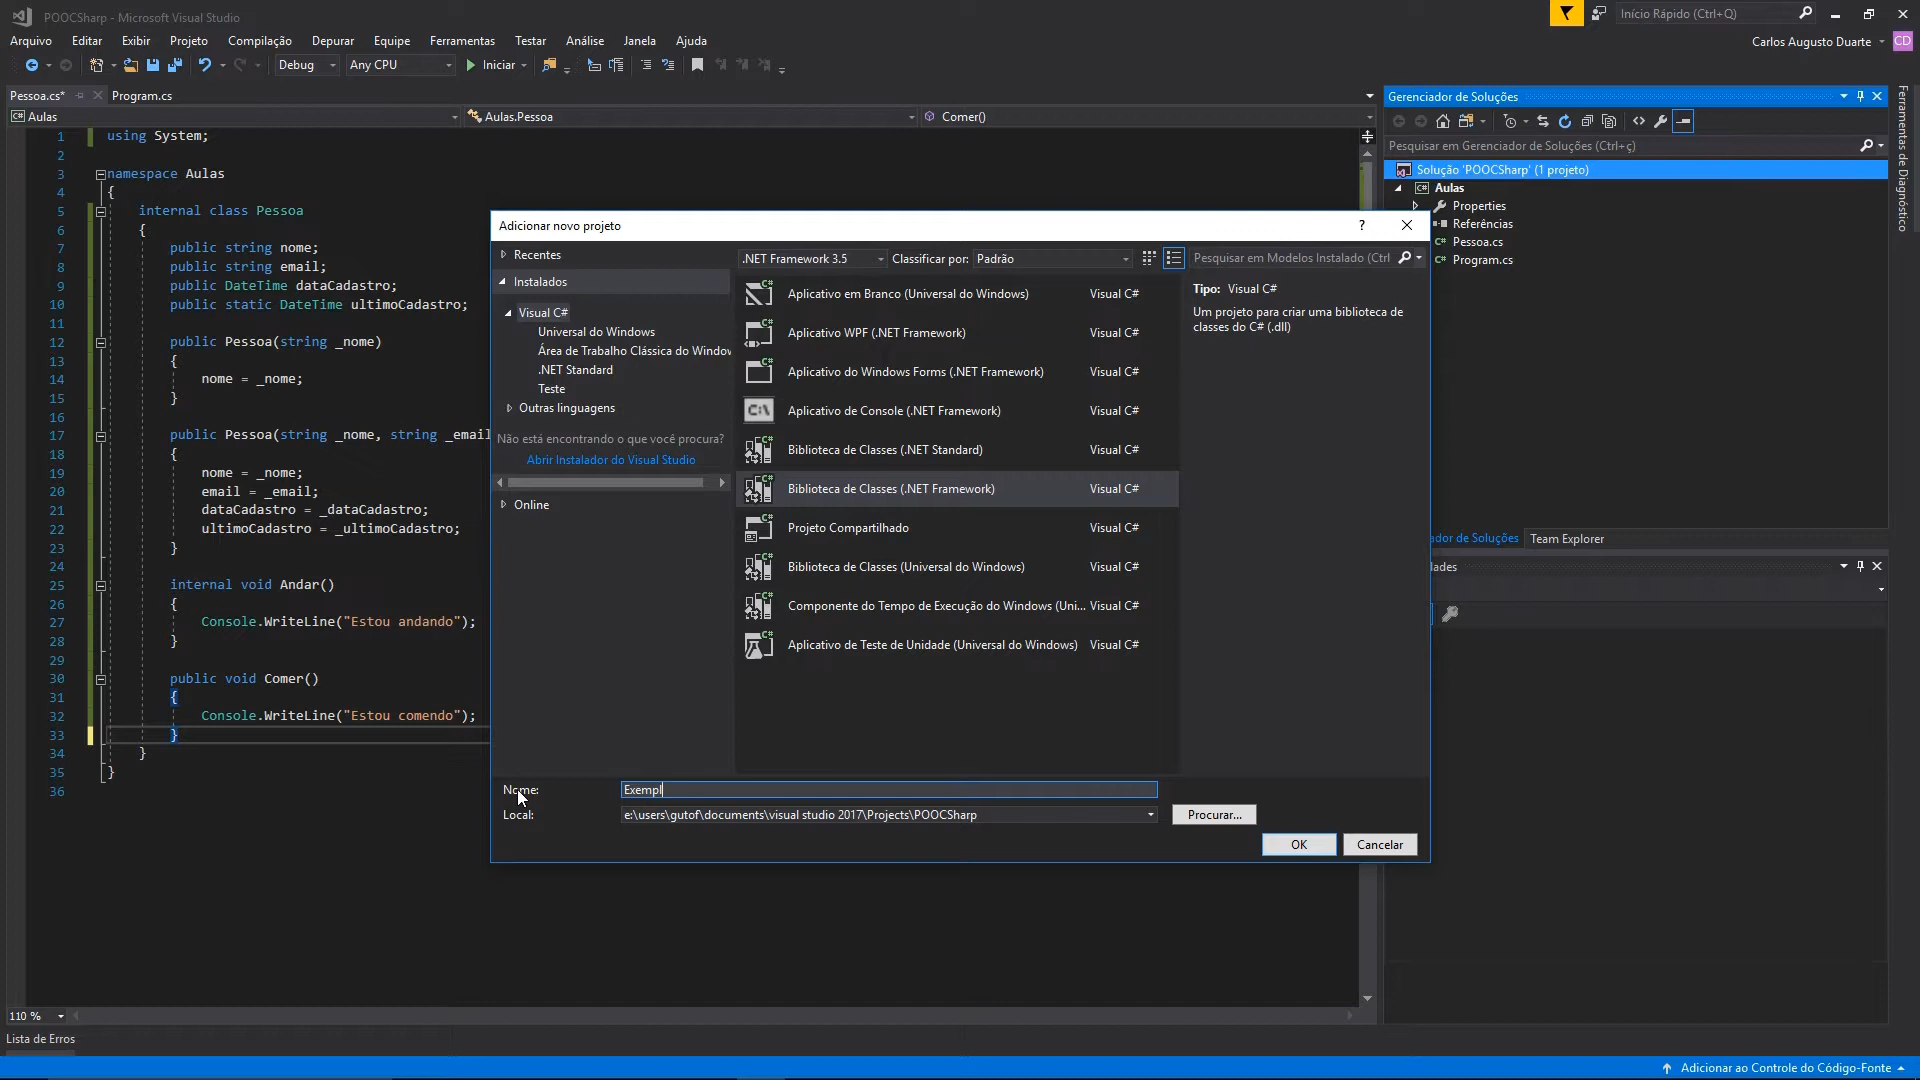 POOCSharp - Microsoft Visual Studio
Início Rápido (Ctrl+Q)
Arquivo Editar Exibir Projeto Compilação Depurar Equipe Ferramentas Testar Análise Janela Ajuda
Carlos Augusto Duarte CD
Debug Any CPU Iniciar
Pessoa.cs* Program.cs
Aulas Aulas.Pessoa Comer()
1 using System;
2
3 namespace Aulas
4 {
5 internal class Pessoa
6 {
7 public string nome;
8 public string email;
9 public DateTime dataCadastro;
10 public static DateTime ultimoCadastro;
11
12 public Pessoa(string _nome)
13 {
14 nome = _nome;
15 }
16
17 public Pessoa(string _nome, string _email
18 {
19 nome = _nome;
20 email = _email;
21 dataCadastro = _dataCadastro;
22 ultimoCadastro = _ultimoCadastro;
23 }
24
25 internal void Andar()
26 {
27 Console.WriteLine("Estou andando");
28 }
29
30 public void Comer()
31 {
32 Console.WriteLine("Estou comendo");
33 }
34 }
35 }
36
110 %
Lista de Erros
Adicionar novo projeto
? 
Recentes
Instalados
Visual C#
Universal do Windows
Área de Trabalho Clássica do Window
.NET Standard
Teste
Outras linguagens
Não está encontrando o que você procura?
Abrir Instalador do Visual Studio
Online
.NET Framework 3.5 Classificar por: Padrão
Pesquisar em Modelos Instalado (Ctrl
Aplicativo em Branco (Universal do Windows) Visual C#
Aplicativo WPF (.NET Framework) Visual C#
Aplicativo do Windows Forms (.NET Framework) Visual C#
Aplicativo de Console (.NET Framework) Visual C#
Biblioteca de Classes (.NET Standard) Visual C#
Biblioteca de Classes (.NET Framework) Visual C#
Projeto Compartilhado Visual C#
Biblioteca de Classes (Universal do Windows) Visual C#
Componente do Tempo de Execução do Windows (Uni... Visual C#
Aplicativo de Teste de Unidade (Universal do Windows) Visual C#
Tipo: Visual C#
Um projeto para criar uma biblioteca de
classes do C# (.dll)
Nome: Exempl
Local: e:\users\gutof\documents\visual studio 2017\Projects\POOCSharp
Procurar...
OK Cancelar
Gerenciador de Soluções
Pesquisar em Gerenciador de Soluções (Ctrl+ç)
Solução 'POOCSharp' (1 projeto)
Aulas
Properties
Referências
Pessoa.cs
Program.cs
ador de Soluções Team Explorer
dades
Ferramentas de Diagnóstico
Adicionar ao Controle do Código-Fonte